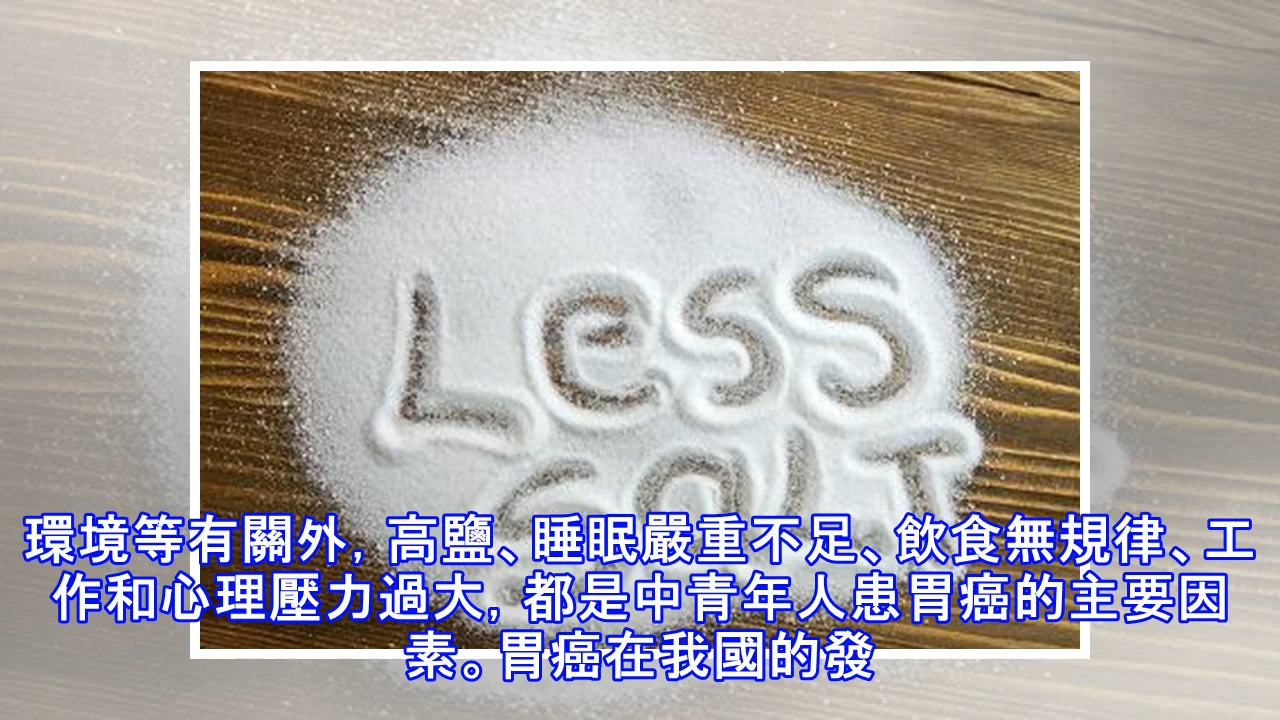 Less
salt
環境等有關外, 高鹽、睡眠嚴重不足、飲食無規律、工
作和心理壓力過大, 都是中青年人患胃癌的主要因
素。胃癌在我國的發